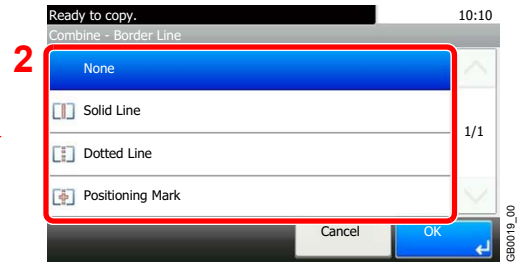 Ready to copy. 10:10
Combine - Border Line
2
None
Solid Line
1/1
Dotted Line
Positioning Mark
Cancel OK
GB0019_00